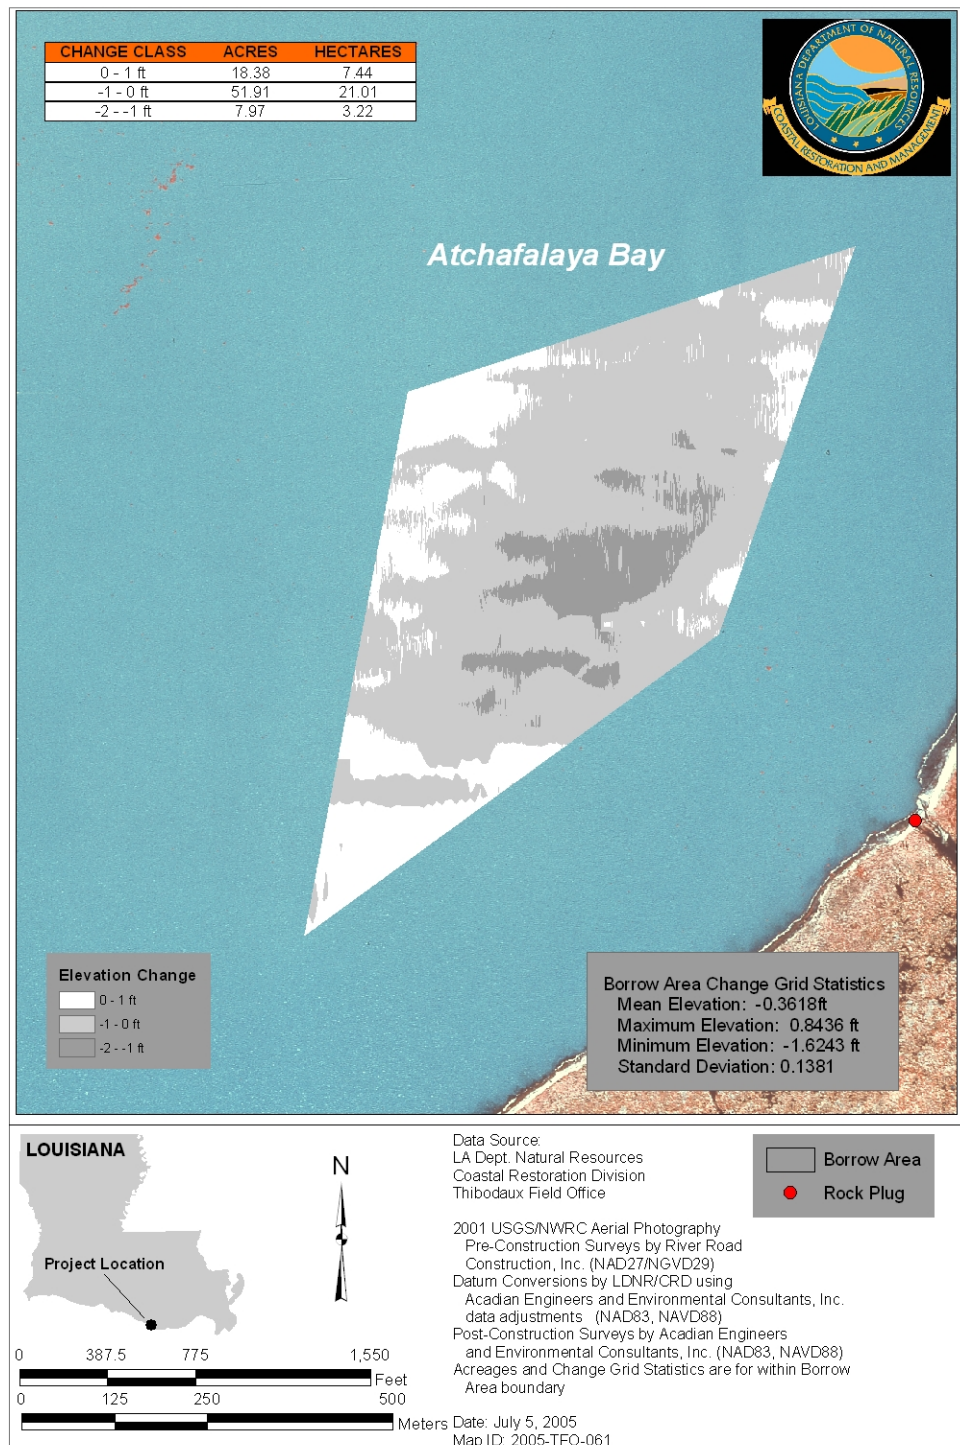 CHANGE CLASS ACRES HECTARES
0 - 1 ft 18.38 7.44
-1 - 0 ft 51.91 21.01
-2 - -1 ft 7.97 3.22
LOUISIANA DEPARTMENT OF NATURAL RESOURCES
COASTAL RESTORATION AND MANAGEMENT
Atchafalaya Bay
Elevation Change
0 - 1 ft
-1 - 0 ft
-2 - -1 ft
Borrow Area Change Grid Statistics
Mean Elevation: -0.3618ft
Maximum Elevation: 0.8436 ft
Minimum Elevation: -1.6243 ft
Standard Deviation: 0.1381
LOUISIANA
Project Location
N
0 387.5 775 1,550
Feet
0 125 250 500
Meters
Data Source:
LA Dept. Natural Resources
Coastal Restoration Division
Thibodaux Field Office
2001 USGS/NWRC Aerial Photography
Pre-Construction Surveys by River Road
Construction, Inc. (NAD27/NGVD29)
Datum Conversions by LDNR/CRD using
Acadian Engineers and Environmental Consultants, Inc.
data adjustments (NAD83, NAVD88)
Post-Construction Surveys by Acadian Engineers
and Environmental Consultants, Inc. (NAD83, NAVD88)
Acreages and Change Grid Statistics are for within Borrow
Area boundary
Date: July 5, 2005
Map ID: 2005-TFO-061
Borrow Area
Rock Plug